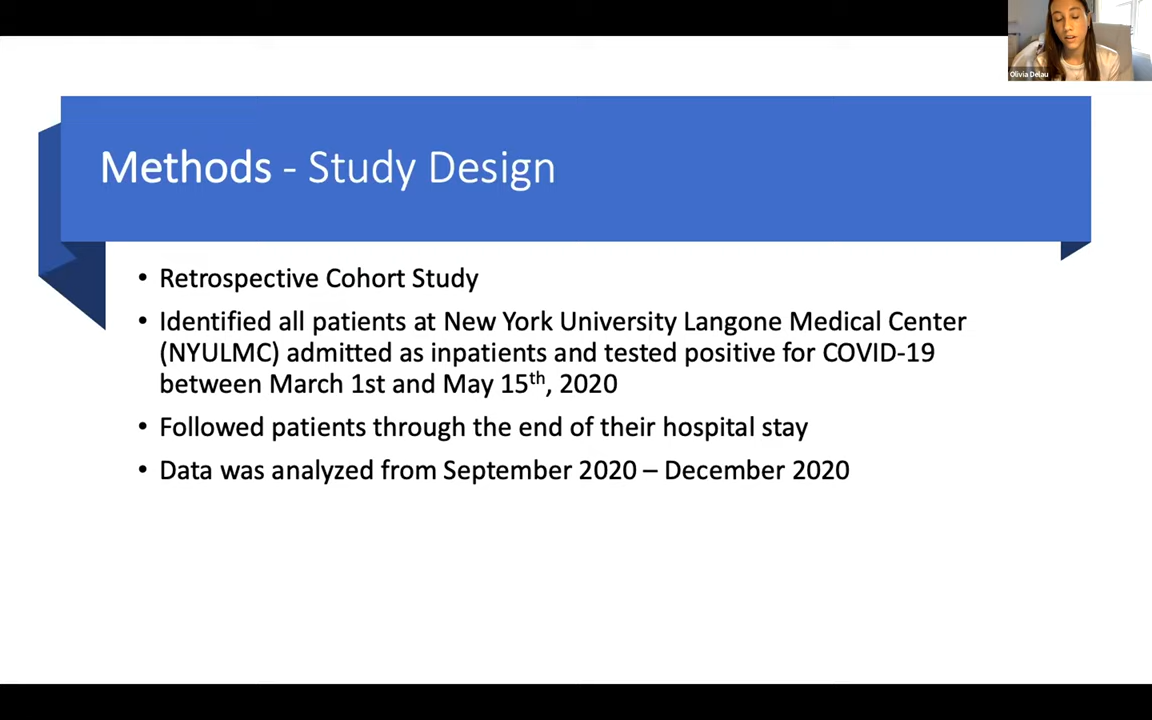 Olivia Delau
Methods - Study Design
• Retrospective Cohort Study
• Identified all patients at New York University Langone Medical Center
(NYULMC) admitted as inpatients and tested positive for COVID-19
between March 1st and May 15th, 2020
• Followed patients through the end of their hospital stay
• Data was analyzed from September 2020 – December 2020